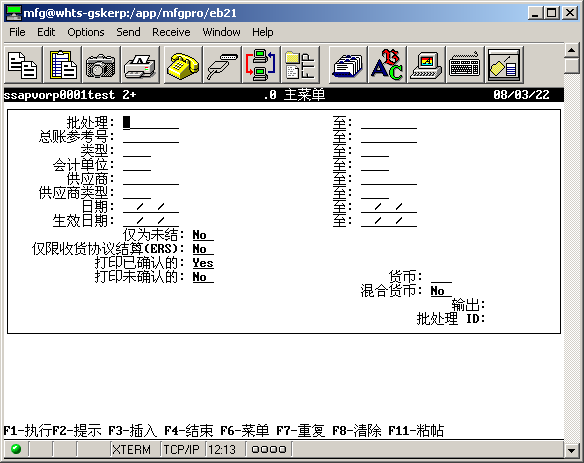 mfg@whts-gskerp:/app/mfgpro/eb21
File Edit Options Send Receive Window Help
ABC
ssapvorp0001test 2+ .0 主菜单 08/03/22
批处理: 至:
总账参考号: 至:
类型: 至:
会计单位: 至:
供应商: 至:
供应商类型: 至:
日期: / / 至: / /
生效日期: / / 至: / /
仅为未结: No
仅限收货协议结算(ERS): No
打印已确认的: Yes
打印未确认的: No 货币:
混合货币: No
输出:
批处理 ID:
F1-执行F2-提示 F3-插入 F4-结束 F6-菜单 F7-重复 F8-清除 F11-粘帖
XTERM TCP/IP 12:13